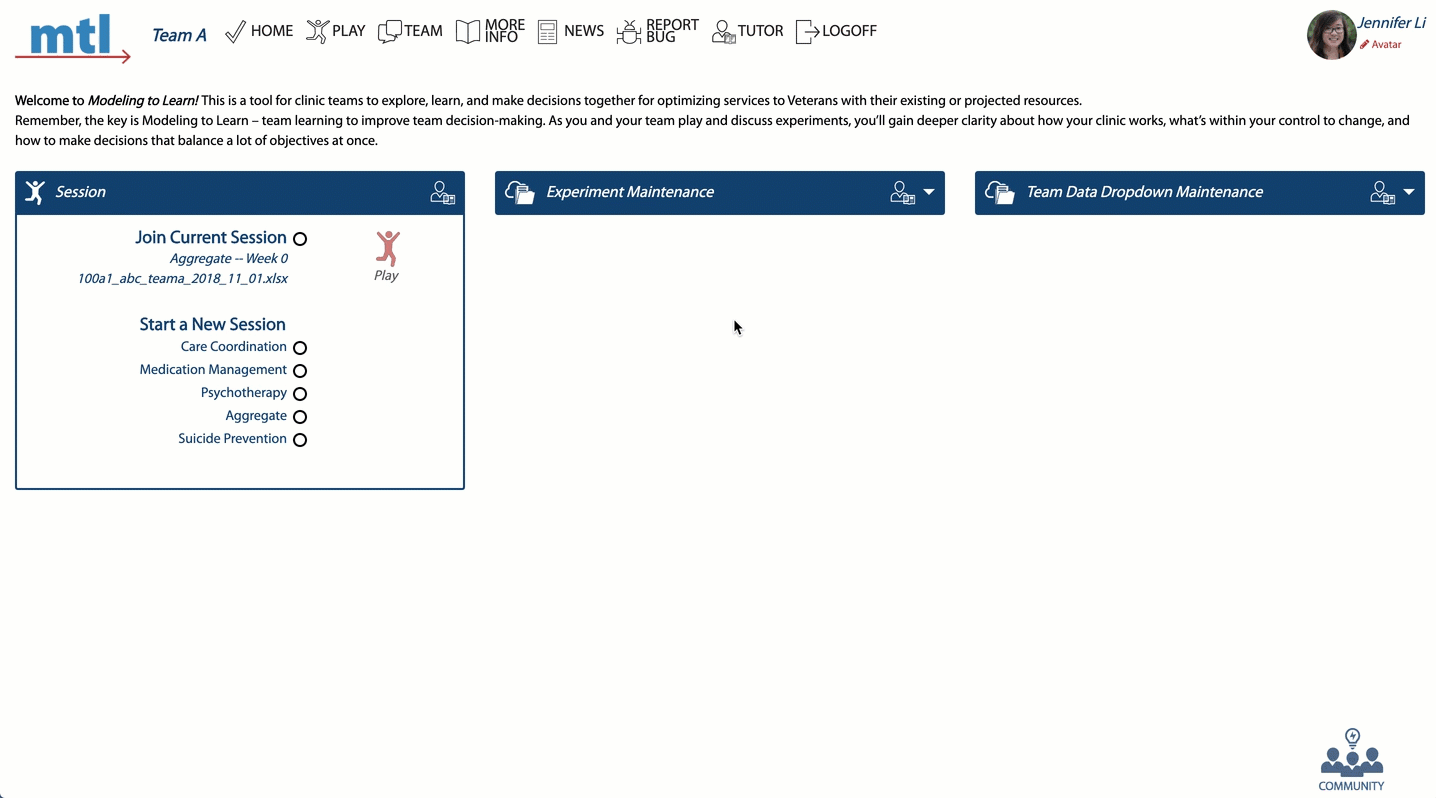 mtl
Team A
HOME
PLAY
TEAM
MORE INFO
NEWS
REPORT BUG
TUTOR
LOGOFF
Jennifer Li
Avatar
Welcome to Modeling to Learn! This is a tool for clinic teams to explore, learn, and make decisions together for optimizing services to Veterans with their existing or projected resources.
Remember, the key is Modeling to Learn – team learning to improve team decision-making. As you and your team play and discuss experiments, you'll gain deeper clarity about how your clinic works, what's within your control to change, and
how to make decisions that balance a lot of objectives at once.
Session
Join Current Session
Aggregate -- Week 0
100a1_abc_teama_2018_11_01.xlsx
Play
Start a New Session
Care Coordination
Medication Management
Psychotherapy
Aggregate
Suicide Prevention
Experiment Maintenance
Team Data Dropdown Maintenance
COMMUNITY